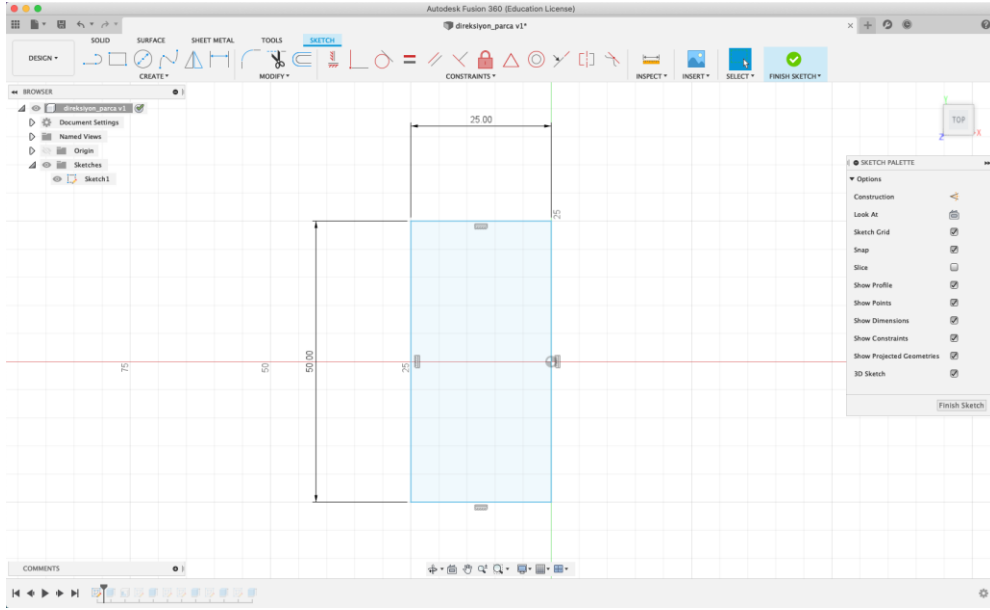 Autodesk Fusion 360 (Education License)
direksiyon_parca v1*
SOLID SURFACE SHEET METAL TOOLS SKETCH
DESIGN
CREATE MODIFY CONSTRAINTS INSPECT INSERT SELECT FINISH SKETCH
BROWSER
direksiyon_parca v1
Document Settings
Named Views
Origin
Sketches
Sketch1
25.00
25
50.00
75
50
25
Y
TOP
X
Z
SKETCH PALETTE
Options
Construction
Look At
Sketch Grid
Snap
Slice
Show Profile
Show Points
Show Dimensions
Show Constraints
Show Projected Geometries
3D Sketch
Finish Sketch
COMMENTS